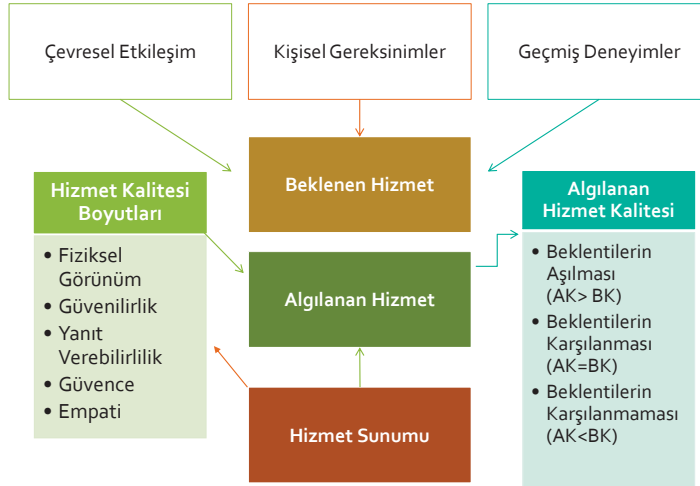 Çevresel Etkileşim
Kişisel Gereksinimler
Geçmiş Deneyimler
Beklenen Hizmet
Hizmet Kalitesi
Boyutları
• Fiziksel
Görünüm
• Güvenilirlik
• Yanıt
Verebilirlilik
• Güvence
• Empati
Algılanan Hizmet
Hizmet Sunumu
Algılanan
Hizmet Kalitesi
• Beklentilerin
Aşılması
(AK> BK)
• Beklentilerin
Karşılanması
(AK=BK)
• Beklentilerin
Karşılanmaması
(AK<BK)